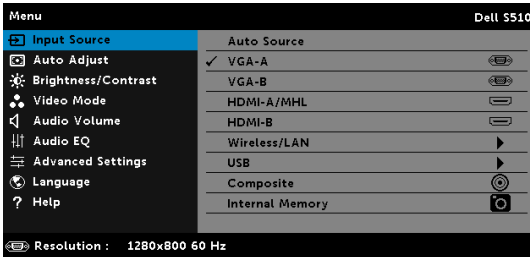 Menu Dell S510
Input Source
Auto Adjust
Brightness/Contrast
Video Mode
Audio Volume
Audio EQ
Advanced Settings
Language
? Help
Auto Source
✓ VGA-A
VGA-B
HDMI-A/MHL
HDMI-B
Wireless/LAN
USB
Composite
Internal Memory
Resolution : 1280x800 60 Hz